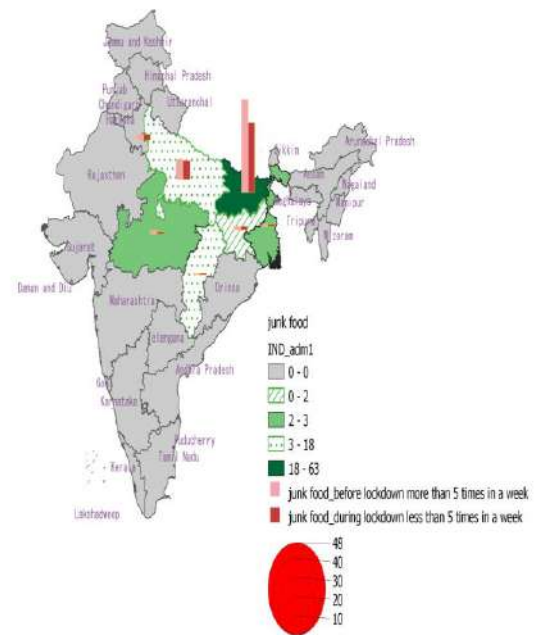 Jammu and Kashmir
Himachal Pradesh
Punjab
Chandigarh
Uttaranchal
Arunachal Pradesh
Sikkim
Rajasthan
Assam
Nagaland
Meghalaya
Manipur
Tripura
Mizoram
Gujarat
Daman and Diu
Orissa
Maharashtra
junk food
IND_adm1
Telangana
0 - 0
Andhra Pradesh
Goa
0 - 2
Karnataka
2 - 3
3 - 18
Puducherry
Kerala
Tamil Nadu
18 - 63
junk food_before lockdown more than 5 times in a week
Lakshadweep
junk food_during lockdown less than 5 times in a week
48
40
30
20
10